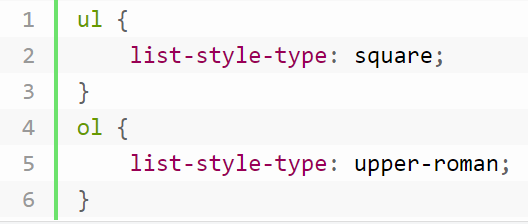 1 ul {
2     list-style-type: square;
3 }
4 ol {
5     list-style-type: upper-roman;
6 }